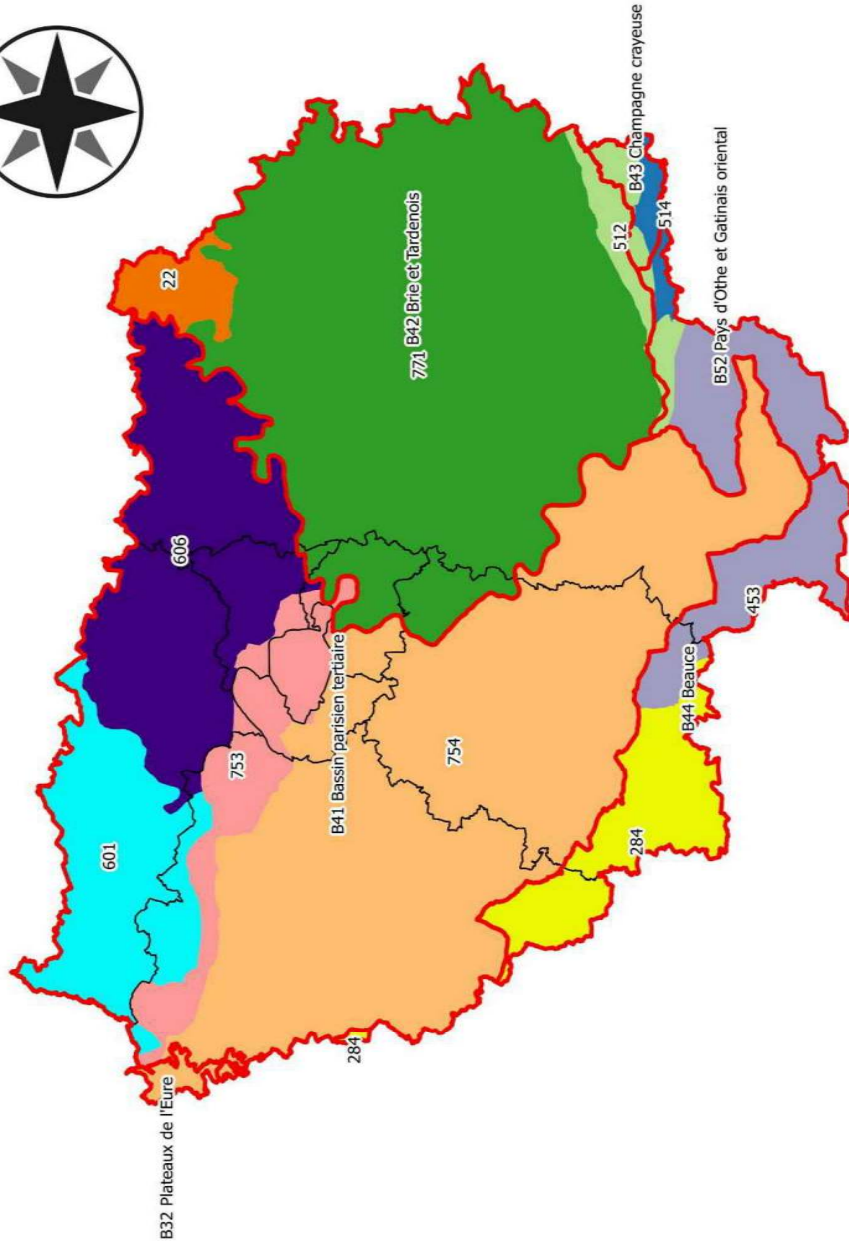 22
606
601
771 B42 Brie et Tardenois
753
B41 Bassin parisien tertiaire
B32 Plateaux de l'Eure
754
284
284
B44 Beauce
453
512
B43 Champagne crayeuse
514
B52 Pays d'Othe et Gatinais oriental